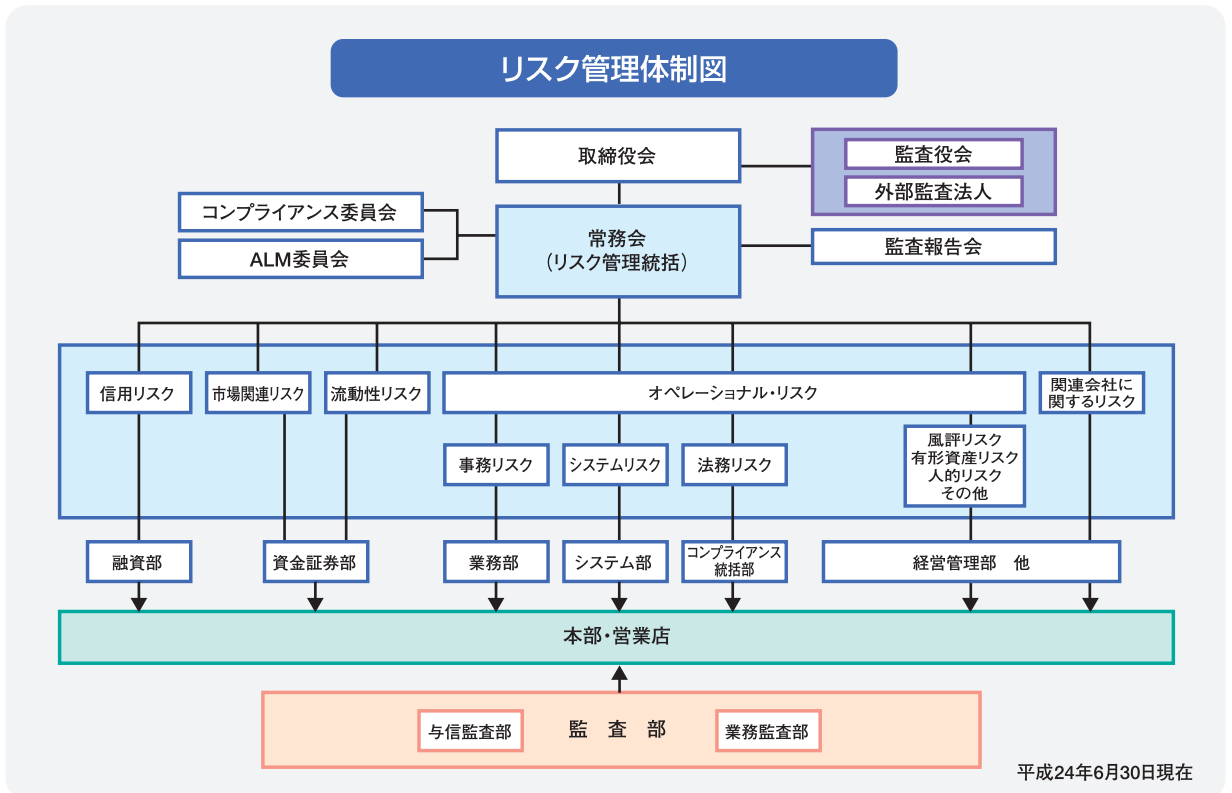 リスク管理体制図
取締役会
監査役会
外部監査法人
コンプライアンス委員会
ALM委員会
常務会
(リスク管理統括)
監査報告会
信用リスク
市場関連リスク
流動性リスク
オペレーショナル・リスク
関連会社に
関するリスク
事務リスク
システムリスク
法務リスク
風評リスク
有形資産リスク
人的リスク
その他
融資部
資金証券部
業務部
システム部
コンプライアンス
統括部
経営管理部 他
本部・営業店
与信監査部
監 査 部
業務監査部
平成24年6月30日現在